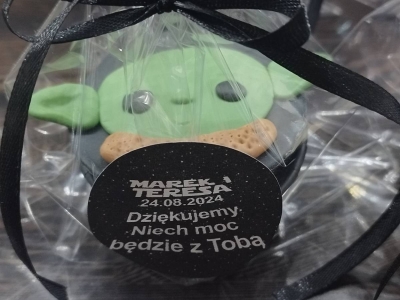 MAREK I
TERESA
24.08.2024
Dziękujemy.
Niech moc
będzie z Tobą